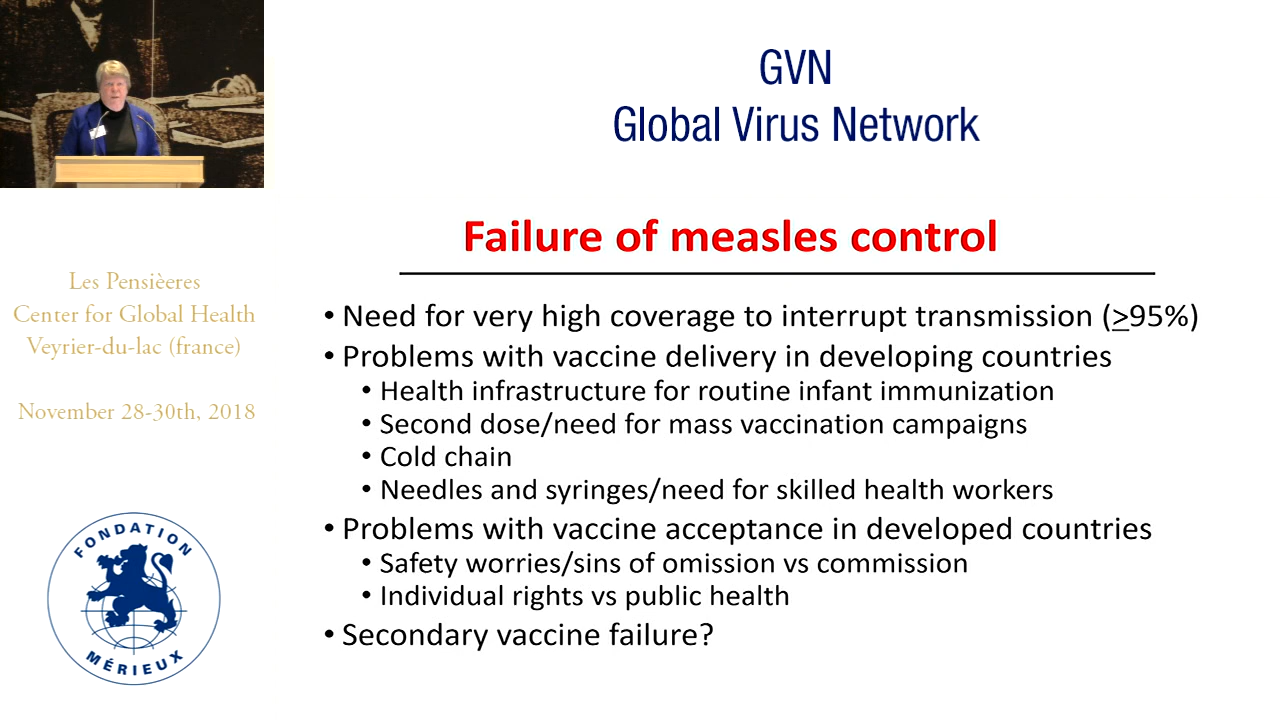 GVN
Global Virus Network
Failure of measles control
• Need for very high coverage to interrupt transmission (≥95%)
• Problems with vaccine delivery in developing countries
• Health infrastructure for routine infant immunization
• Second dose/need for mass vaccination campaigns
• Cold chain
• Needles and syringes/need for skilled health workers
• Problems with vaccine acceptance in developed countries
• Safety worries/sins of omission vs commission
• Individual rights vs public health
• Secondary vaccine failure?
Les Pensièeres
Center for Global Health
Veyrier-du-lac (france)
November 28-30th, 2018
FONDATION
MÉRIEUX